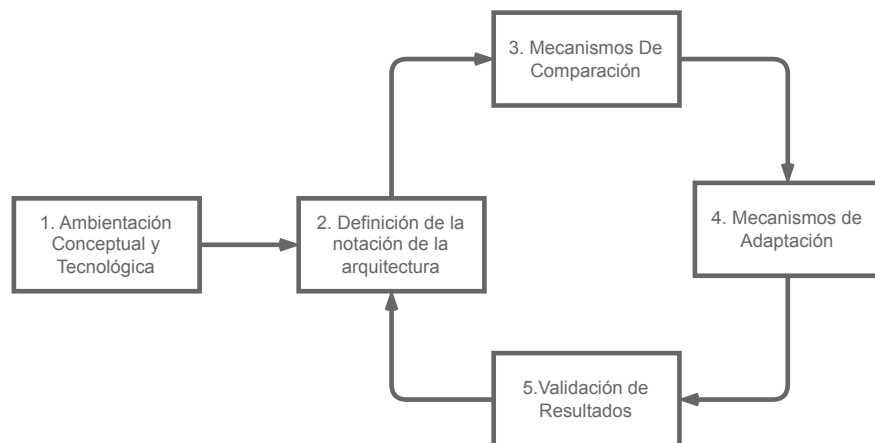 1. Ambientación
Conceptual y
Tecnológica
2. Definición de la
notación de la
arquitectura
3. Mecanismos De
Comparación
4. Mecanismos de
Adaptación
5.Validación de
Resultados